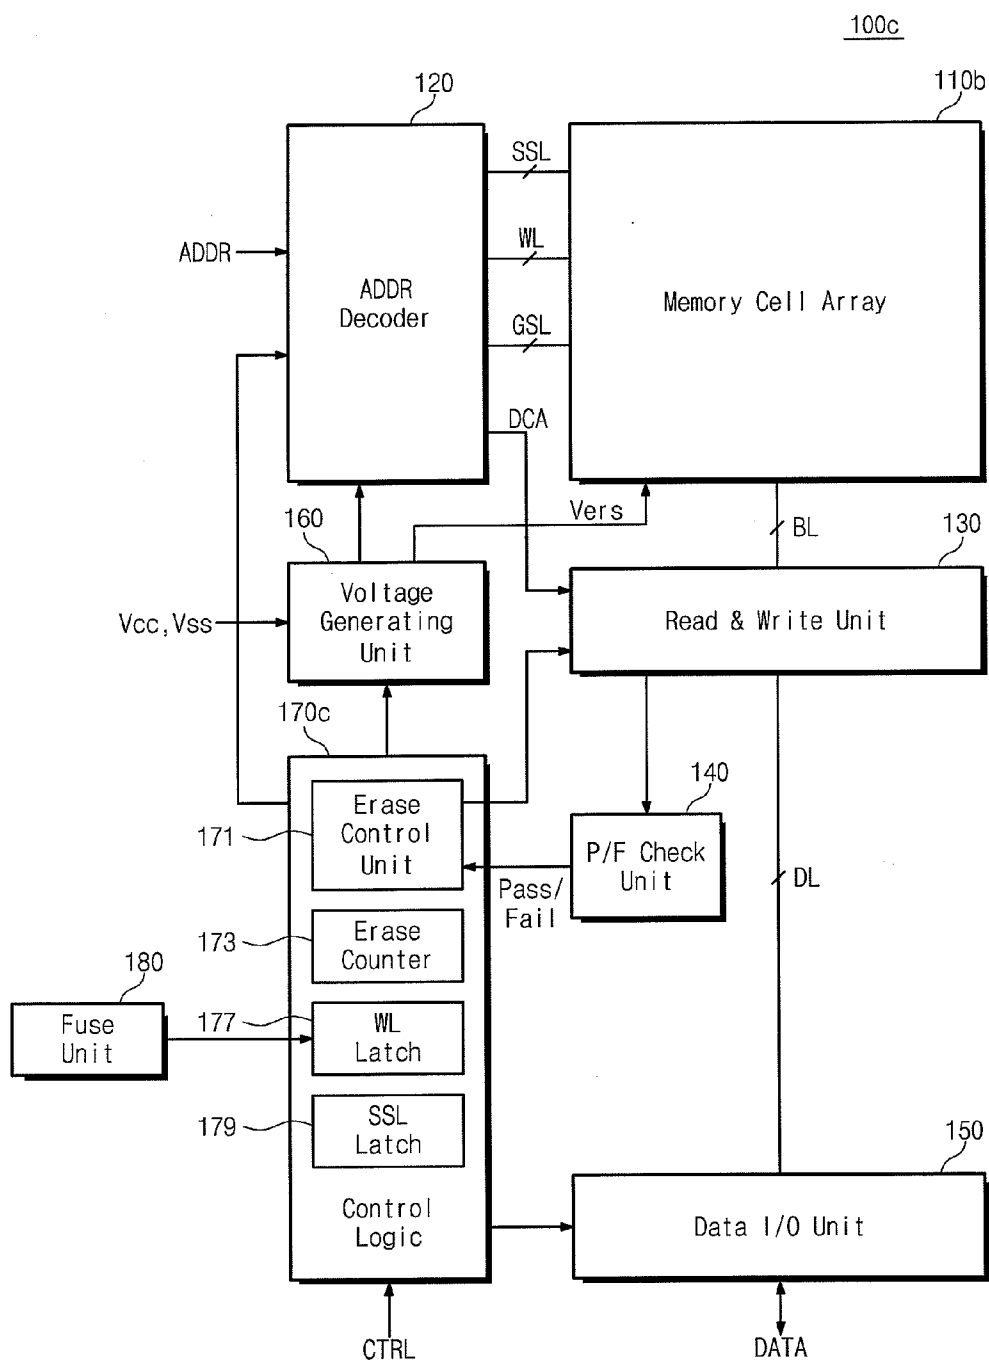 100c
120
110b
SSL
WL
GSL
ADDR
ADDR
Decoder
Memory Cell Array
DCA
Vers
160
BL
130
Vcc,Vss
Voltage
Generating
Unit
Read & Write Unit
170c
171
Erase
Control
Unit
140
P/F Check
Unit
Pass/
Fail
DL
173
Erase
Counter
180
Fuse
Unit
177
WL
Latch
179
SSL
Latch
Control
Logic
150
Data I/O Unit
CTRL
DATA